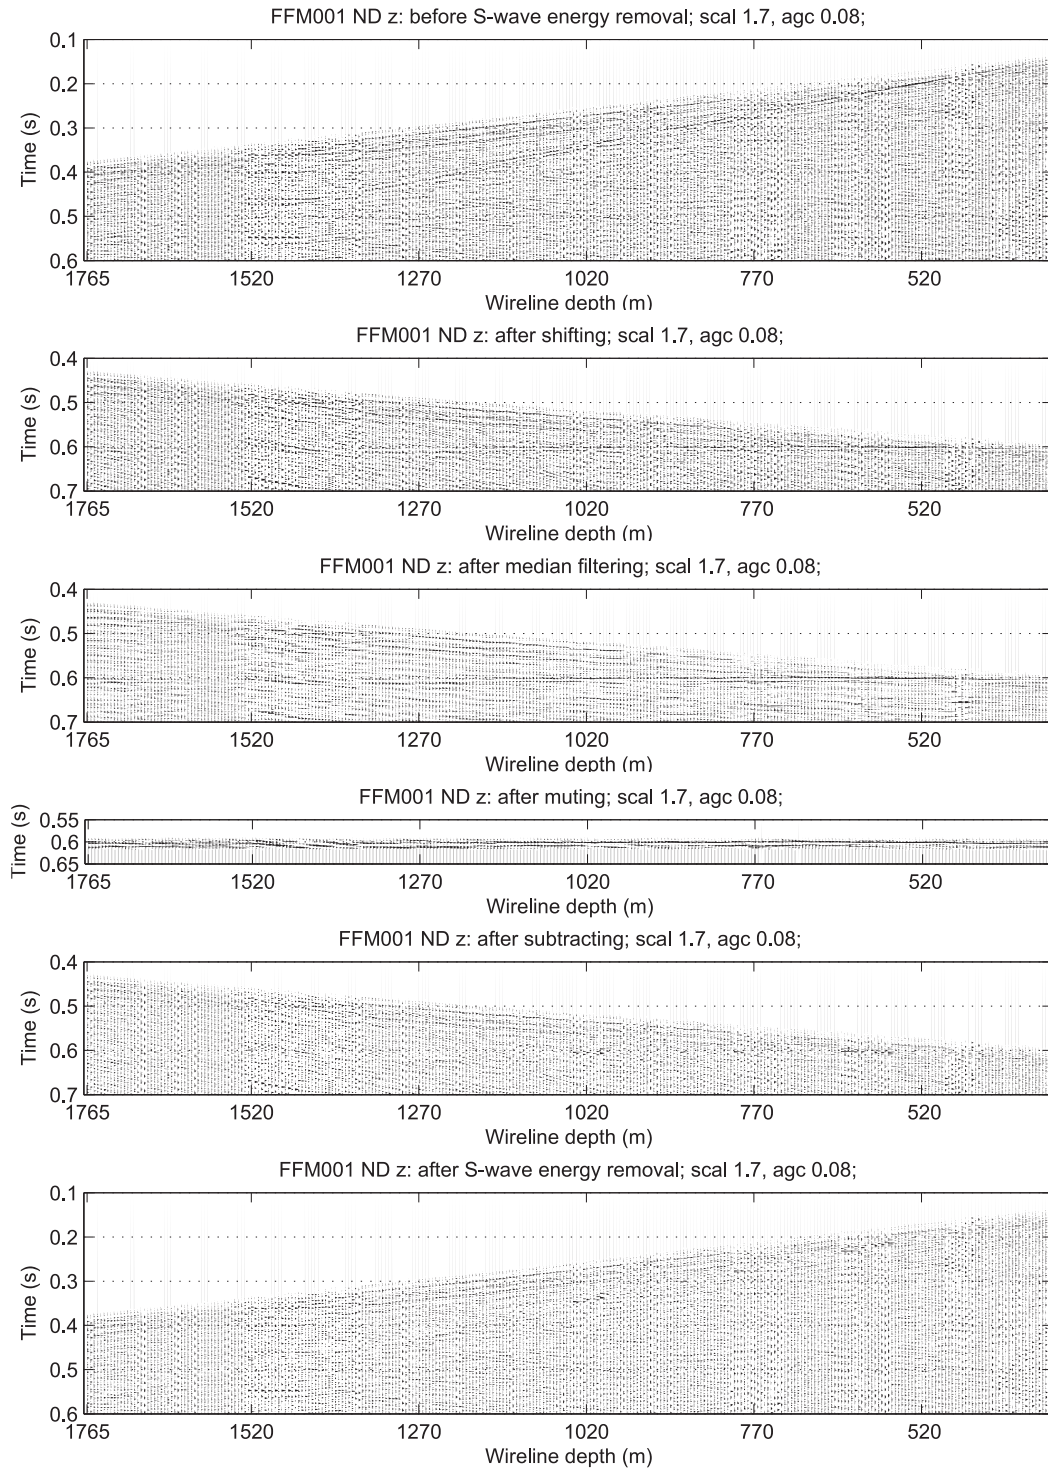 FFM001 ND z: before S-wave energy removal; scal 1.7, agc 0.08;
0.1
0.2
0.3
0.4
0.5
0.6
Time (s)
1765 1520 1270 1020 770 520
Wireline depth (m)
FFM001 ND z: after shifting; scal 1.7, agc 0.08;
0.4
0.5
0.6
0.7
Time (s)
1765 1520 1270 1020 770 520
Wireline depth (m)
FFM001 ND z: after median filtering; scal 1.7, agc 0.08;
0.4
0.5
0.6
0.7
Time (s)
1765 1520 1270 1020 770 520
Wireline depth (m)
FFM001 ND z: after muting; scal 1.7, agc 0.08;
0.55
0.6
0.65
Time (s)
1765 1520 1270 1020 770 520
Wireline depth (m)
FFM001 ND z: after subtracting; scal 1.7, agc 0.08;
0.4
0.5
0.6
0.7
Time (s)
1765 1520 1270 1020 770 520
Wireline depth (m)
FFM001 ND z: after S-wave energy removal; scal 1.7, agc 0.08;
0.1
0.2
0.3
0.4
0.5
0.6
Time (s)
1765 1520 1270 1020 770 520
Wireline depth (m)